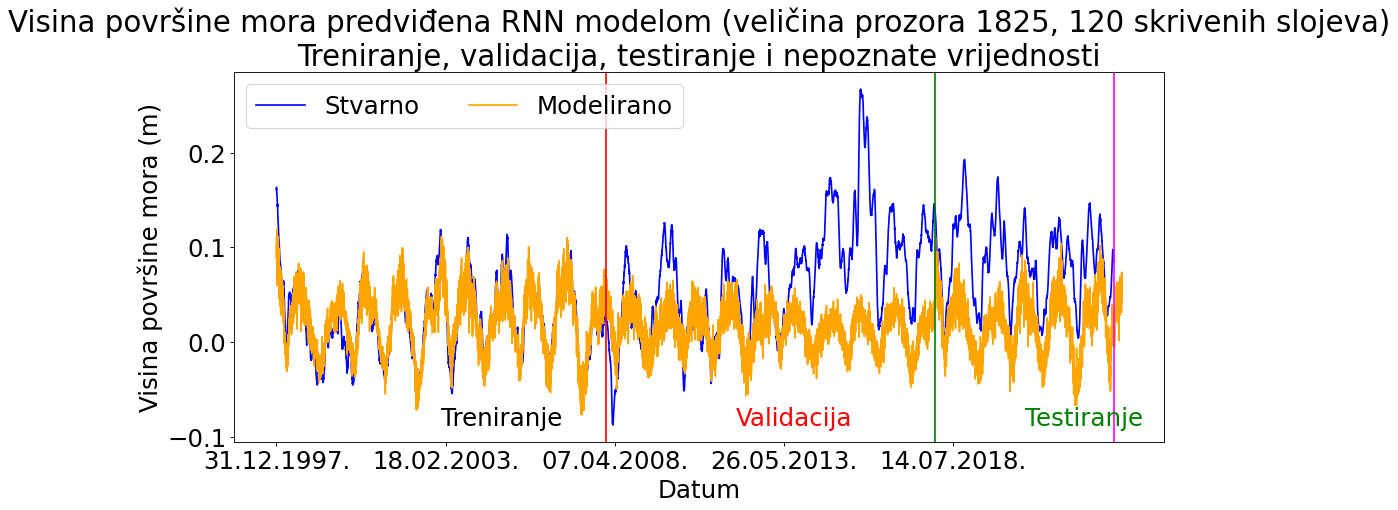 Visina površine mora predviđena RNN modelom (veličina prozora 1825, 120 skrivenih slojeva)
Treniranje, validacija, testiranje i nepoznate vrijednosti
Stvarno
Modelirano
Visina površine mora (m)
0.2
0.1
0.0
−0.1
Treniranje
Validacija
Testiranje
31.12.1997.
18.02.2003.
07.04.2008.
26.05.2013.
14.07.2018.
Datum